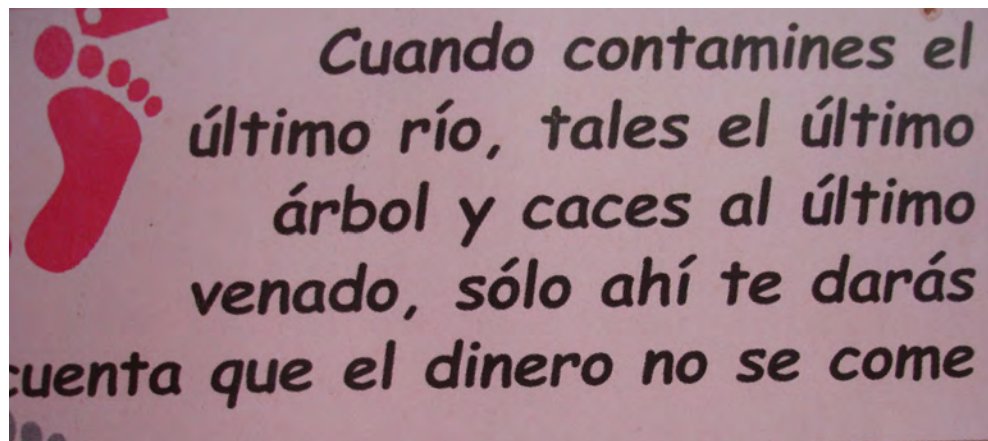 Cuando contamines el
último río, tales el último
árbol y caces al último
venado, sólo ahí te darás
cuenta que el dinero no se come